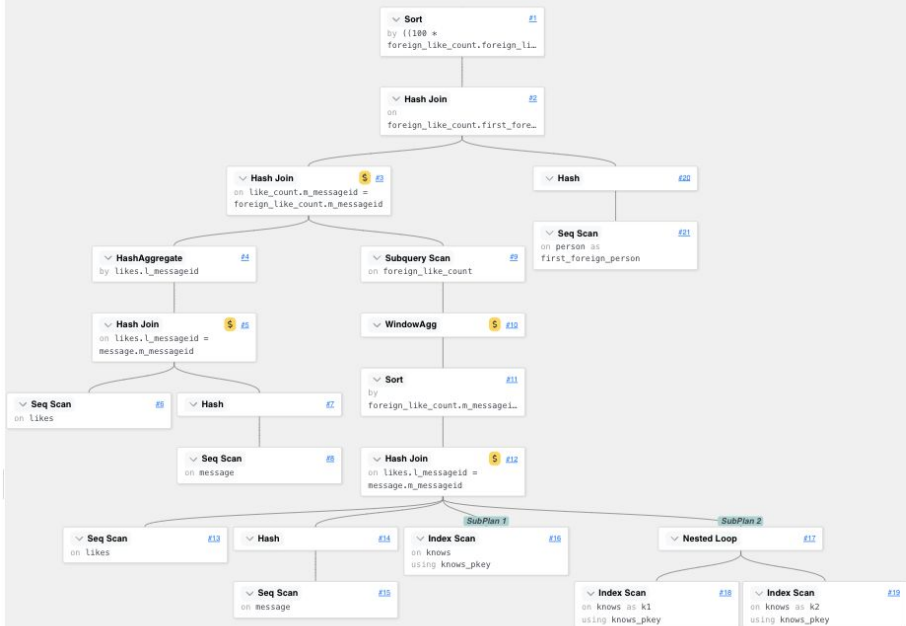 Sort #1
by ((100 *
foreign_like_count.foreign_li…
Hash Join #2
on
foreign_like_count.first_fore…
Hash Join $ #3
on like_count.m_messageid =
foreign_like_count.m_messageid
Hash #20
Seq Scan #21
on person as
first_foreign_person
HashAggregate #4
by likes.l_messageid
Subquery Scan #9
on foreign_like_count
Hash Join $ #5
on likes.l_messageid =
message.m_messageid
WindowAgg $ #10
Sort #11
by
foreign_like_count.m_messagei…
Seq Scan #6
on likes
Hash #7
Seq Scan #8
on message
Hash Join $ #12
on likes.l_messageid =
message.m_messageid
SubPlan 1
SubPlan 2
Seq Scan #13
on likes
Hash #14
Index Scan #16
on knows
using knows_pkey
Nested Loop #17
Seq Scan #15
on message
Index Scan #18
on knows as k1
using knows_pkey
Index Scan #19
on knows as k2
using knows_pkey